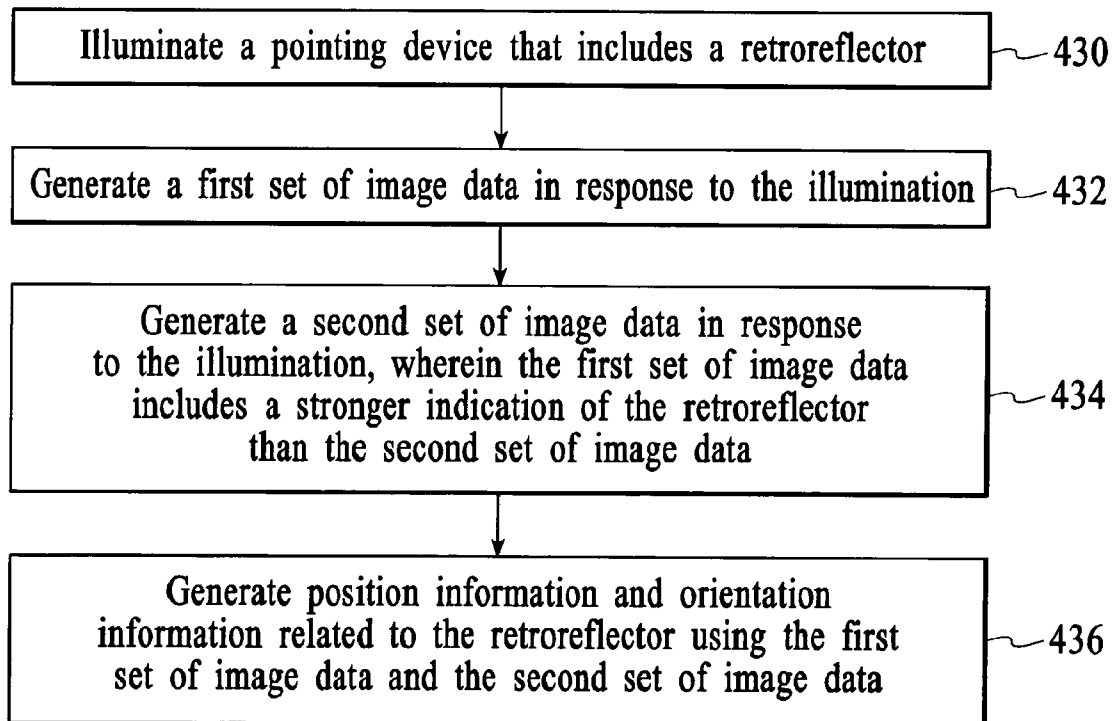 Illuminate a pointing device that includes a retroreflector
430
Generate a first set of image data in response to the illumination
432
Generate a second set of image data in response
to the illumination, wherein the first set of image data
includes a stronger indication of the retroreflector
than the second set of image data
434
Generate position information and orientation
information related to the retroreflector using the first
set of image data and the second set of image data
436